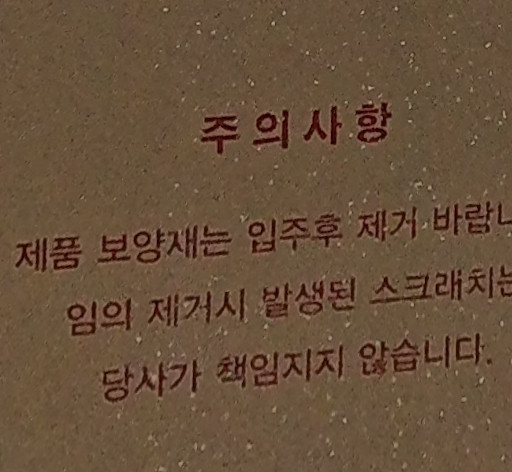 주의사항
제품 보양재는 입주후 제거 바랍니
임의 제거시 발생된 스크래치는
당사가 책임지지 않습니다.